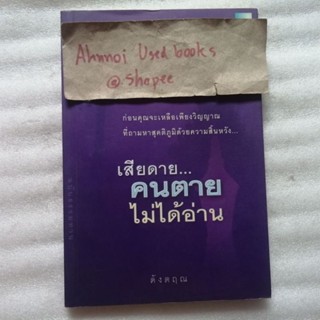 Ahnnoi Used books
@ shopee
ก่อนคุณจะเหลือเพียงวิญญาณ
ที่ถามหาสุคติภูมิด้วยความสิ้นหวัง...
เสียดาย...
คนตาย
ไม่ได้อ่าน
ดังตฤณ